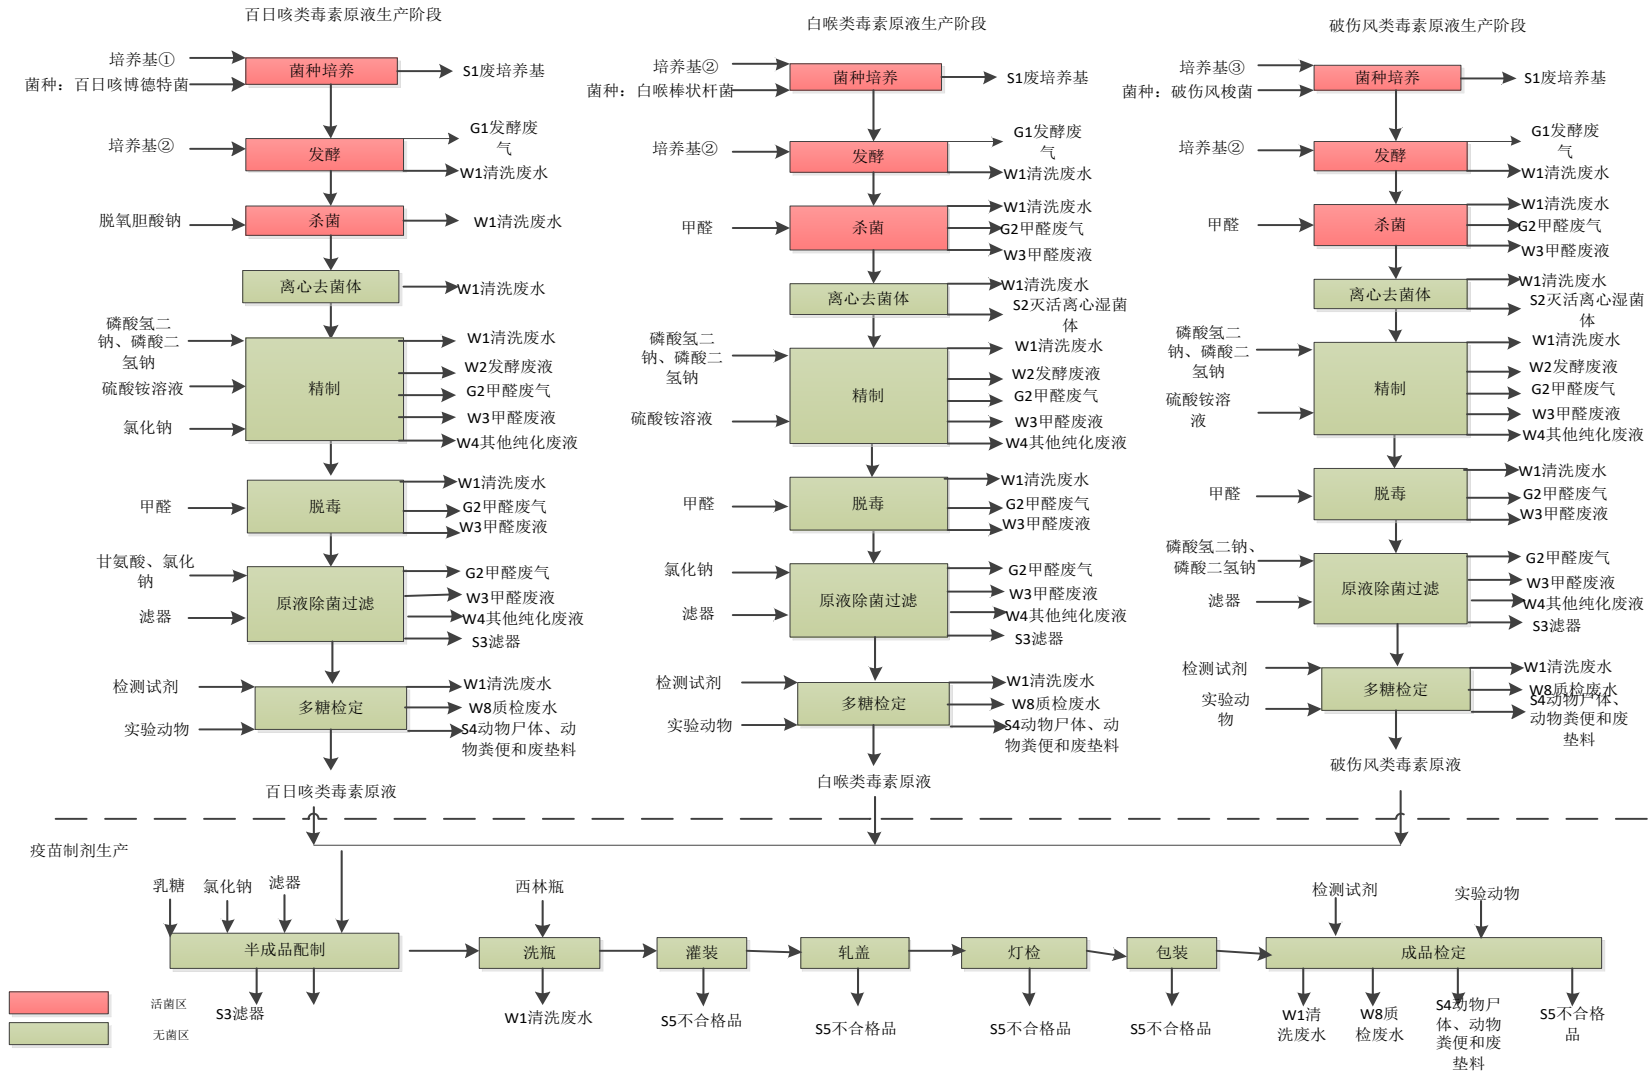 百日咳类毒素原液生产阶段
培养基①
菌种：百日咳博德特菌
菌种培养
S1废培养基
培养基②
发酵
G1发酵废
气
W1清洗废水
脱氧胆酸钠
杀菌
W1清洗废水
离心去菌体
W1清洗废水
磷酸氢二
钠、磷酸二
氢钠
硫酸铵溶液
氯化钠
精制
W1清洗废水
W2发酵废液
G2甲醛废气
W3甲醛废液
W4其他纯化废液
甲醛
脱毒
W1清洗废水
G2甲醛废气
W3甲醛废液
甘氨酸、氯化
钠
滤器
原液除菌过滤
G2甲醛废气
W3甲醛废液
W4其他纯化废液
S3滤器
检测试剂
实验动物
多糖检定
W1清洗废水
W8质检废水
S4动物尸体、动
物粪便和废垫料
百日咳类毒素原液
白喉类毒素原液生产阶段
培养基②
菌种：白喉棒状杆菌
菌种培养
S1废培养基
培养基②
发酵
G1发酵废
气
W1清洗废水
甲醛
杀菌
W1清洗废水
G2甲醛废气
W3甲醛废液
离心去菌体
W1清洗废水
S2灭活离心湿菌
体
磷酸氢二
钠、磷酸二
氢钠
硫酸铵溶液
精制
W1清洗废水
W2发酵废液
G2甲醛废气
W3甲醛废液
W4其他纯化废液
甲醛
脱毒
W1清洗废水
G2甲醛废气
W3甲醛废液
氯化钠
滤器
原液除菌过滤
G2甲醛废气
W3甲醛废液
W4其他纯化废液
S3滤器
检测试剂
实验动物
多糖检定
W1清洗废水
W8质检废水
S4动物尸体、动
物粪便和废垫料
白喉类毒素原液
破伤风类毒素原液生产阶段
培养基③
菌种：破伤风梭菌
菌种培养
S1废培养基
培养基②
发酵
G1发酵废
气
W1清洗废水
甲醛
杀菌
W1清洗废水
G2甲醛废气
W3甲醛废液
离心去菌体
W1清洗废水
S2灭活离心湿菌
体
磷酸氢二
钠、磷酸二
氢钠
硫酸铵溶
液
精制
W1清洗废水
W2发酵废液
G2甲醛废气
W3甲醛废液
W4其他纯化废液
甲醛
脱毒
W1清洗废水
G2甲醛废气
W3甲醛废液
磷酸氢二钠、
磷酸二氢钠
滤器
原液除菌过滤
G2甲醛废气
W3甲醛废液
W4其他纯化废液
S3滤器
检测试剂
实验动
物
多糖检定
W1清洗废水
W8质检废水
S4动物尸体、
动物粪便和废
垫料
破伤风类毒素原液
疫苗制剂生产
乳糖
氯化钠
滤器
半成品配制
S3滤器
西林瓶
洗瓶
W1清洗废水
灌装
S5不合格品
轧盖
S5不合格品
灯检
S5不合格品
包装
S5不合格品
检测试剂
实验动物
成品检定
W1清
洗废水
W8质
检废水
S4动物尸
体、动物
粪便和废
垫料
S5不合格
品
活菌区
无菌区